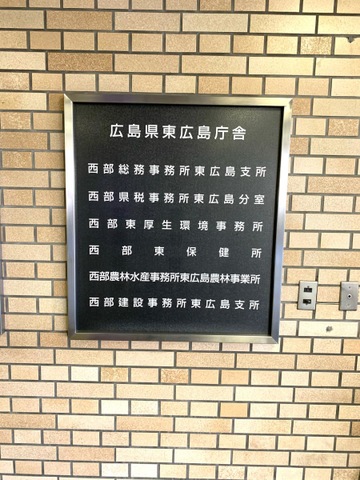 広島県東広島庁舎
西部総務事務所東広島支所
西部県税事務所東広島分室
西部東厚生環境事務所
西部東保健所
西部農林水産事務所東広島農林事業所
西部建設事務所東広島支所